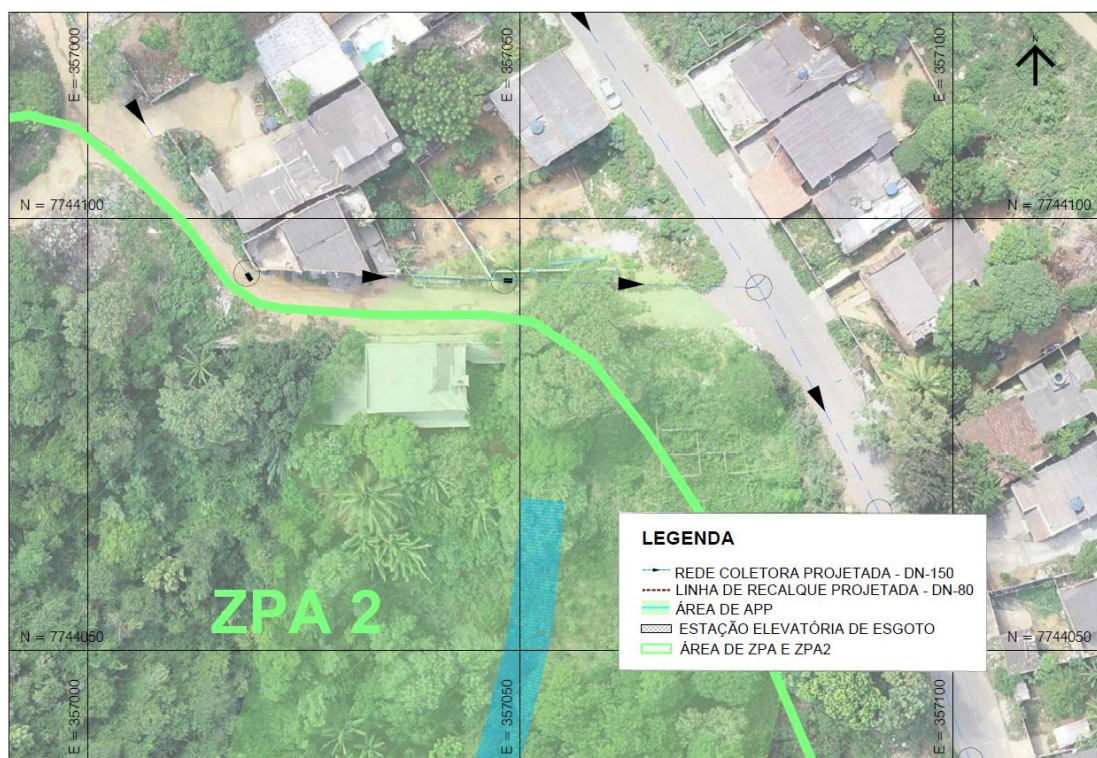 E = 357000
E = 357050
E = 357100
N
N = 7744100
N = 7744100
ZPA 2
LEGENDA
REDE COLETORA PROJETADA - DN-150
LINHA DE RECALQUE PROJETADA - DN-80
ÁREA DE APP
ESTAÇÃO ELEVATÓRIA DE ESGOTO
ÁREA DE ZPA E ZPA2
N = 7744050
N = 7744050
E = 357000
E = 357050
E = 357100